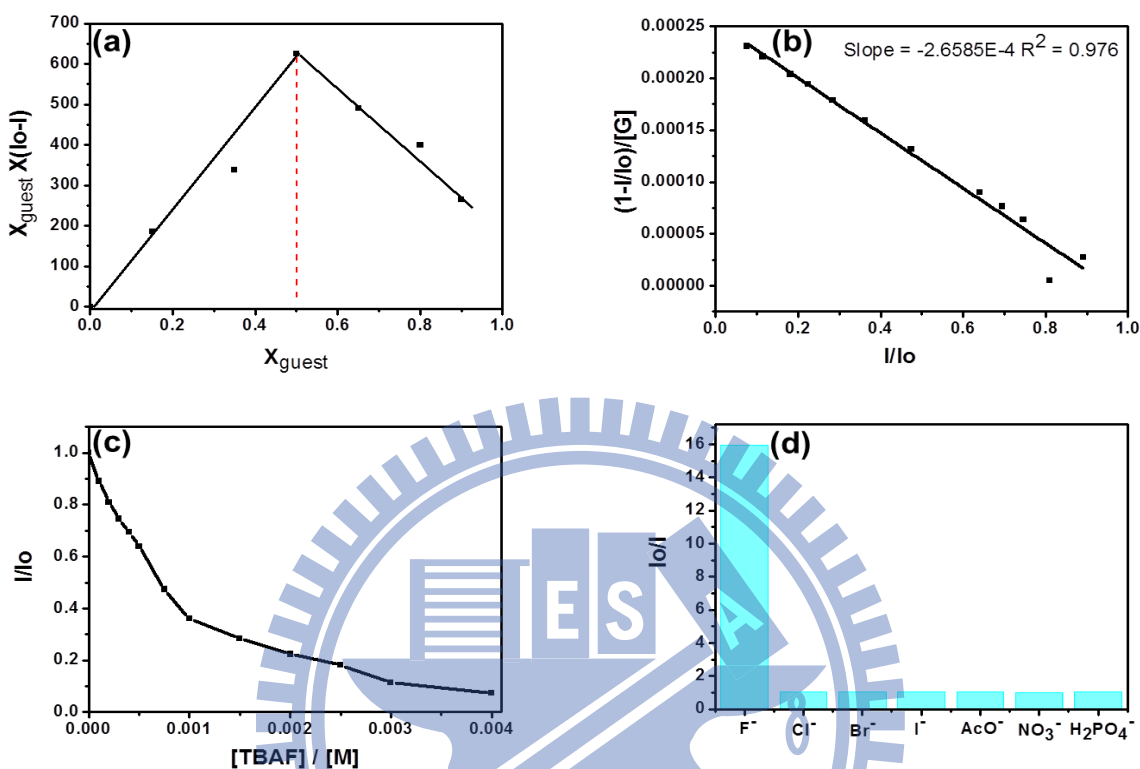 (a)
700
600
500
400
300
200
100
0
X_guest X(Io-I)
0.0 0.2 0.4 0.6 0.8 1.0
X_guest
(b)
Slope = -2.6585E-4 R² = 0.976
0.00025
0.00020
0.00015
0.00010
0.00005
0.00000
(1-I/Io)/[G]
0.0 0.2 0.4 0.6 0.8 1.0
I/Io
(c)
1.0
0.8
0.6
0.4
0.2
0.0
I/Io
0.000 0.001 0.002 0.003 0.004
[TBAF] / [M]
(d)
16
14
12
10
8
6
4
2
0
Io/I
F⁻ Cl⁻ Br⁻ I⁻ AcO⁻ NO₃⁻ H₂PO₄⁻
E S A
8